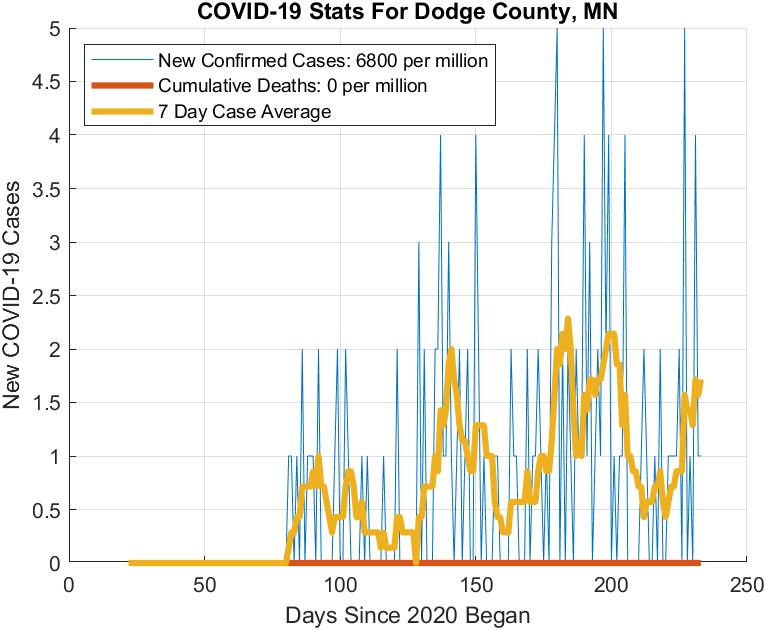 COVID-19 Stats For Dodge County, MN
New Confirmed Cases: 6800 per million
Cumulative Deaths: 0 per million
7 Day Case Average
New COVID-19 Cases
5
4.5
4
3.5
3
2.5
2
1.5
1
0.5
0
0 50 100 150 200 250
Days Since 2020 Began